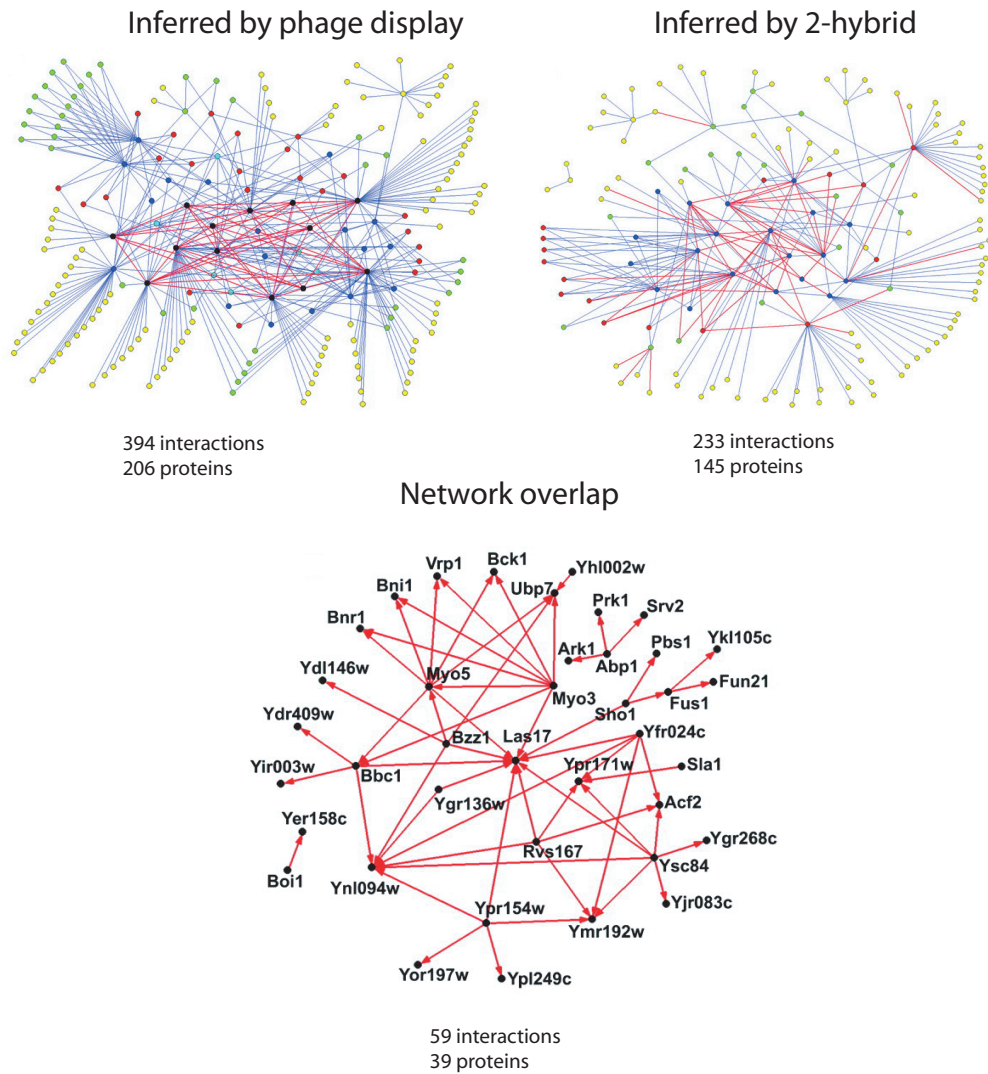 Inferred by phage display
Inferred by 2-hybrid
394 interactions
206 proteins
233 interactions
145 proteins
Network overlap
Vrp1
Bck1
Yhl002w
Bni1
Ubp7
Prk1
Srv2
Bnr1
Ark1
Pbs1
Ykl105c
Abp1
Ydl146w
Myo5
Myo3
Fun21
Sho1
Fus1
Ydr409w
Bzz1
Las17
Yfr024c
Yir003w
Bbc1
Ypr171w
Sla1
Ygr136w
Acf2
Yer158c
Rvs167
Ygr268c
Ysc84
Boi1
Ynl094w
Yjr083c
Ypr154w
Ymr192w
Yor197w
Ypl249c
59 interactions
39 proteins